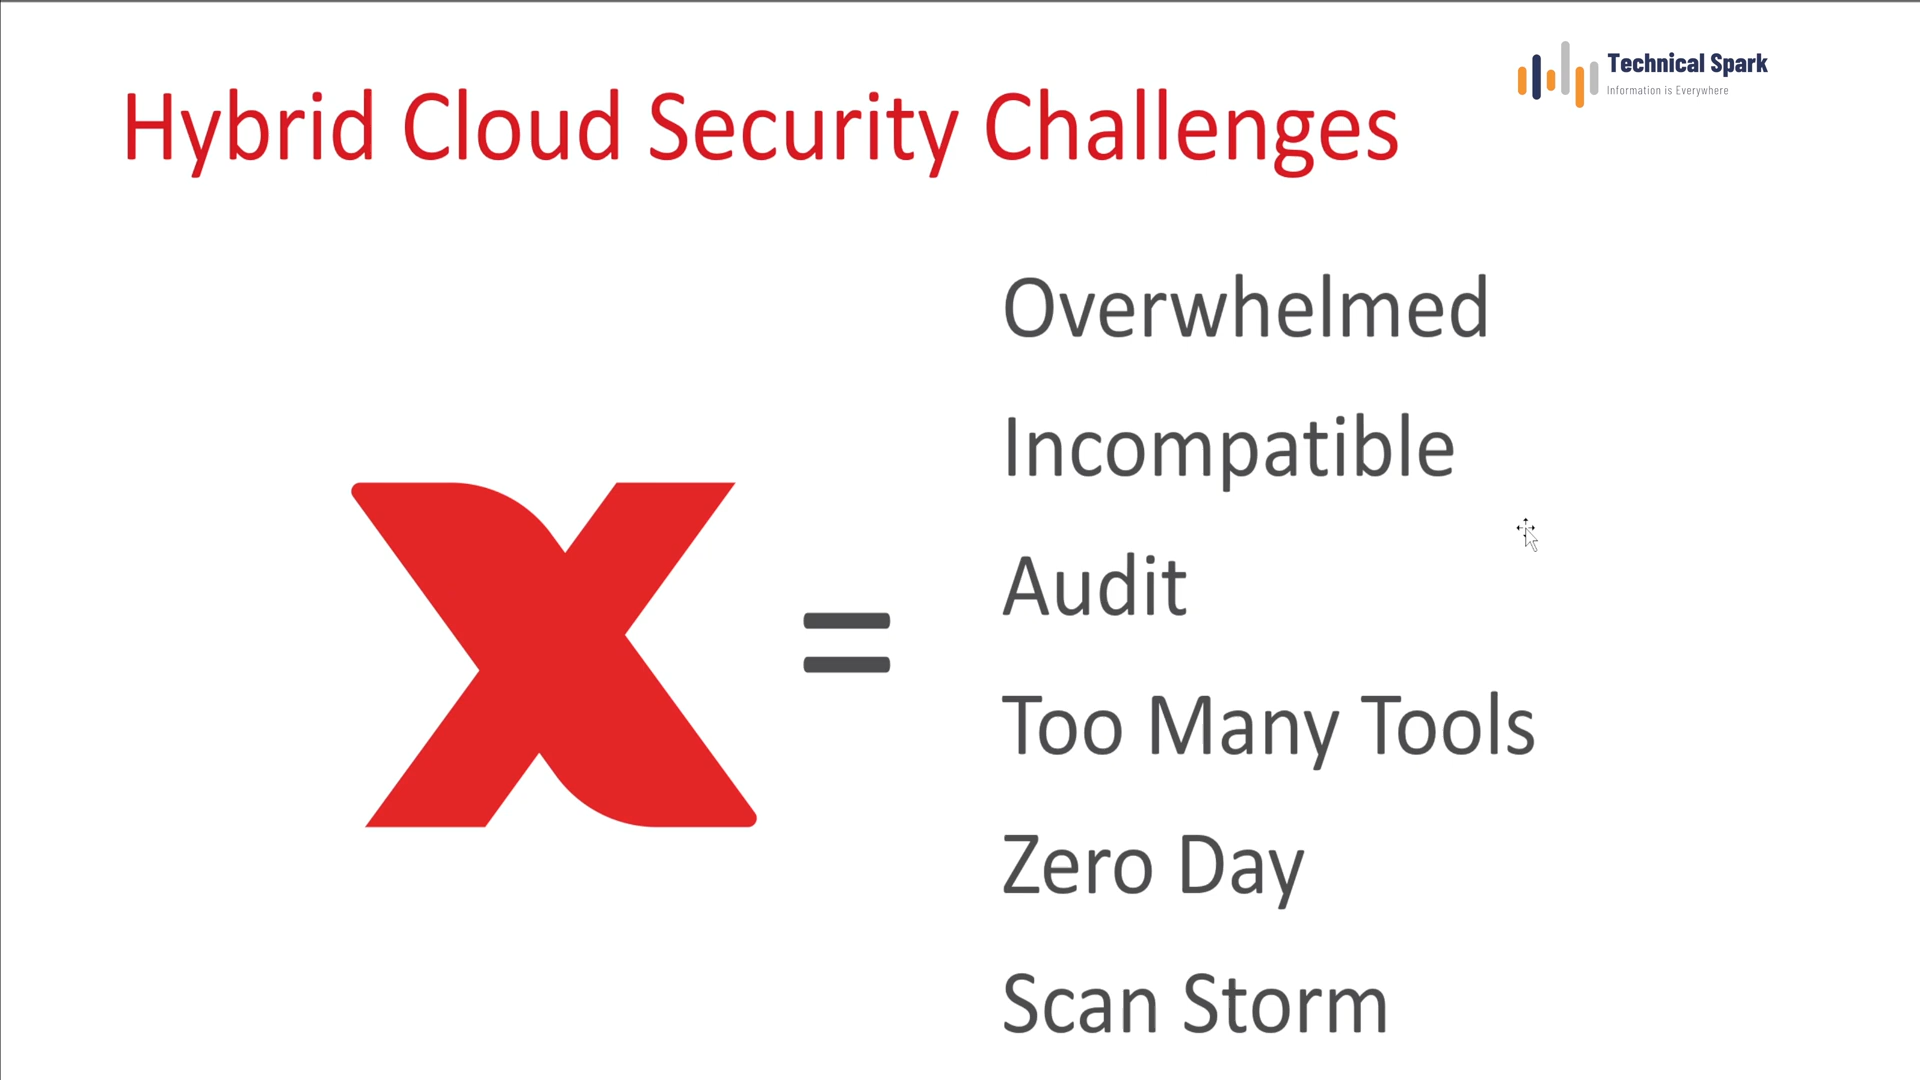 Technical Spark
Information is Everywhere
Hybrid Cloud Security Challenges
X =
Overwhelmed
Incompatible
Audit
Too Many Tools
Zero Day
Scan Storm